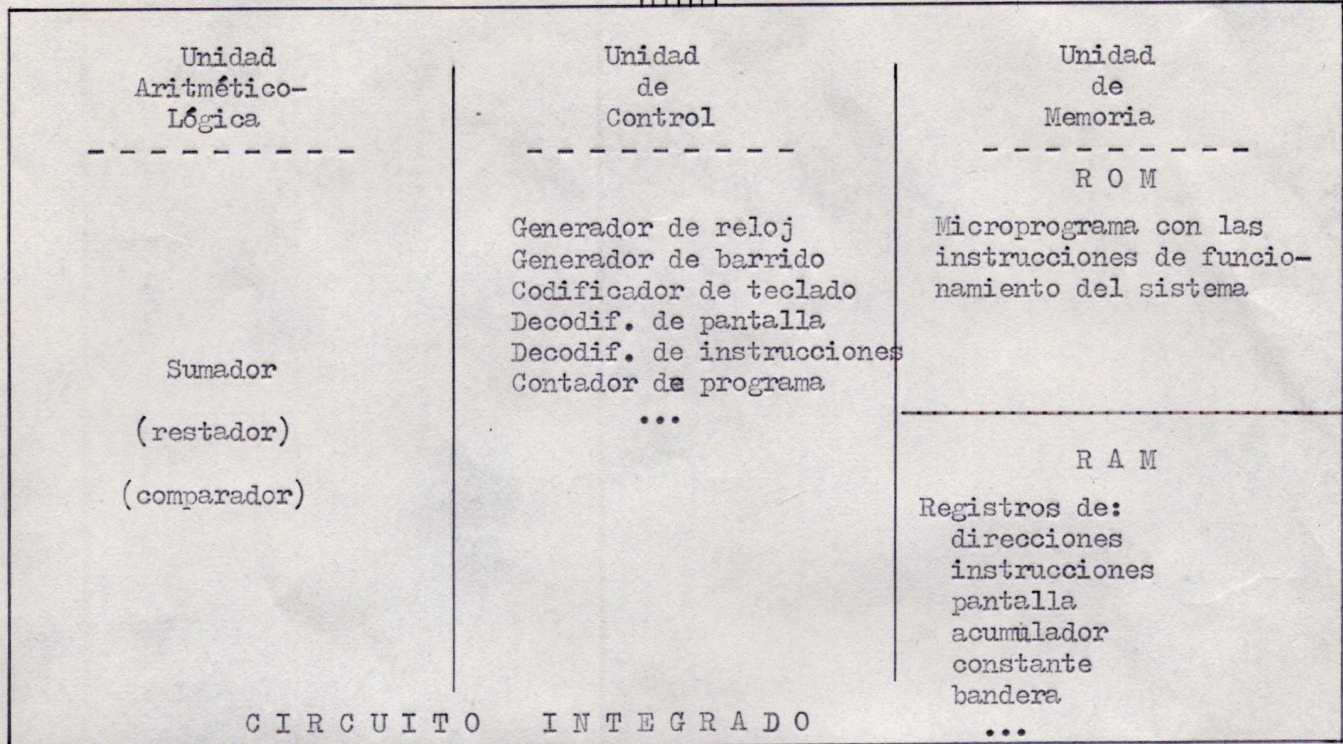 Unidad
Aritmético-
Lógica
- - - - - - - - -
Sumador
(restador)
(comparador)
Unidad
de
Control
- - - - - - - - -
Generador de reloj
Generador de barrido
Codificador de teclado
Decodif. de pantalla
Decodif. de instrucciones
Contador de programa
...
Unidad
de
Memoria
- - - - - - - - -
R O M
Microprograma con las
instrucciones de funcio-
namiento del sistema
R A M
Registros de:
direcciones
instrucciones
pantalla
acumulador
constante
bandera
...
C I R C U I T O   I N T E G R A D O